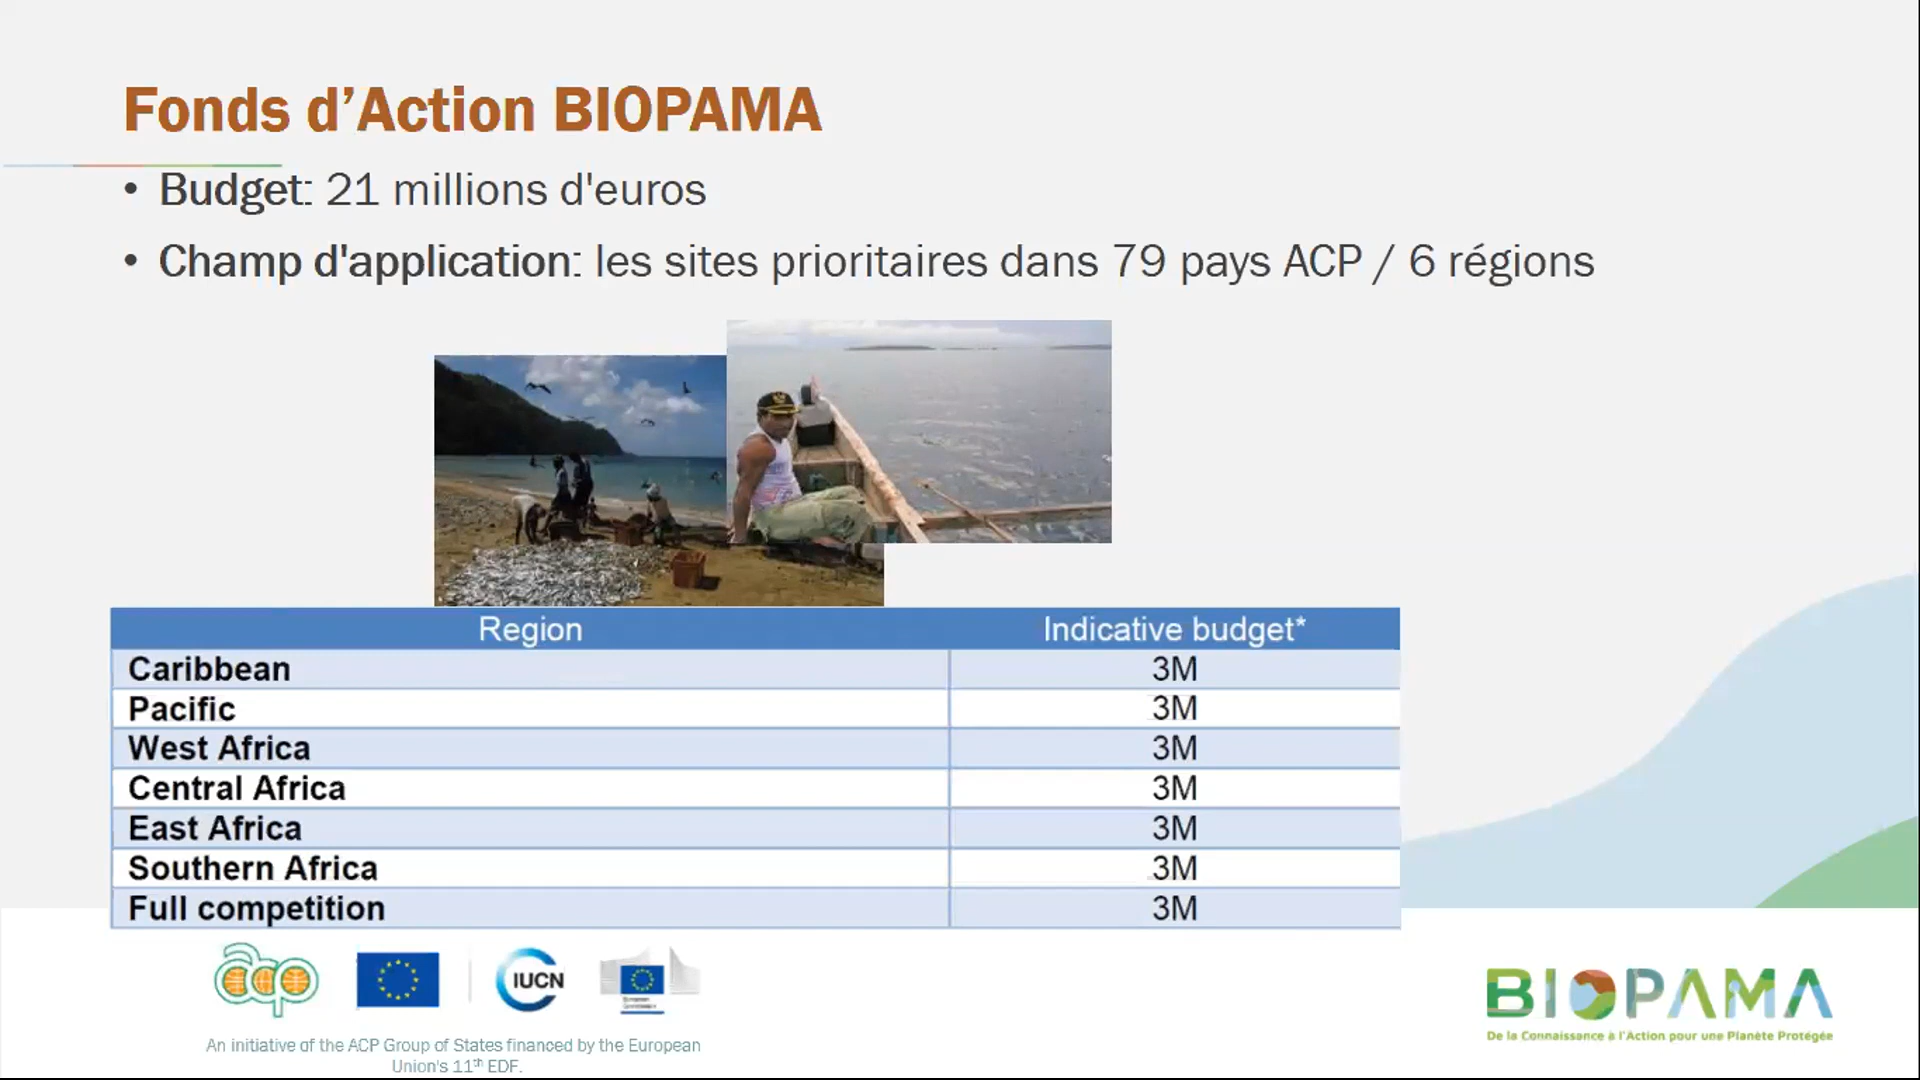 Fonds d’Action BIOPAMA
• Budget: 21 millions d'euros
• Champ d'application: les sites prioritaires dans 79 pays ACP / 6 régions
Region Indicative budget*
Caribbean 3M
Pacific 3M
West Africa 3M
Central Africa 3M
East Africa 3M
Southern Africa 3M
Full competition 3M
acp
IUCN
European
Commission
An initiative of the ACP Group of States financed by the European
Union's 11th EDF.
BIOPAMA
De la Connaissance à l'Action pour une Planète Protégée